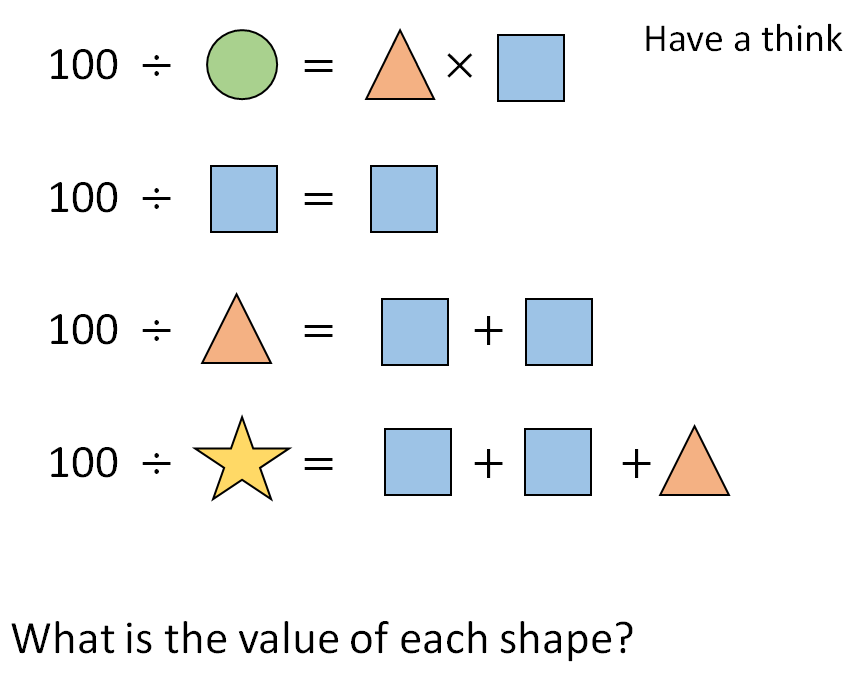 Have a think
100 ÷ = ×
100 ÷ =
100 ÷ = +
100 ÷ = + +
What is the value of each shape?